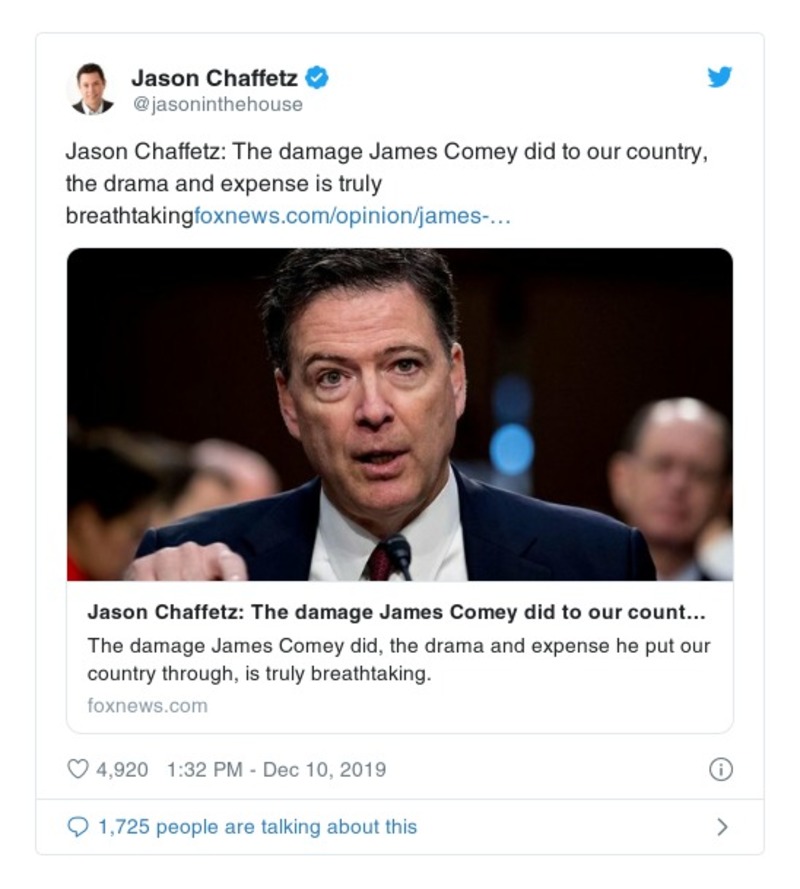 Jason Chaffetz
@jasoninthehouse
Jason Chaffetz: The damage James Comey did to our country,
the drama and expense is truly
breathtakingfoxnews.com/opinion/james-…
Jason Chaffetz: The damage James Comey did to our count…
The damage James Comey did, the drama and expense he put our
country through, is truly breathtaking.
foxnews.com
4,920 1:32 PM - Dec 10, 2019
1,725 people are talking about this